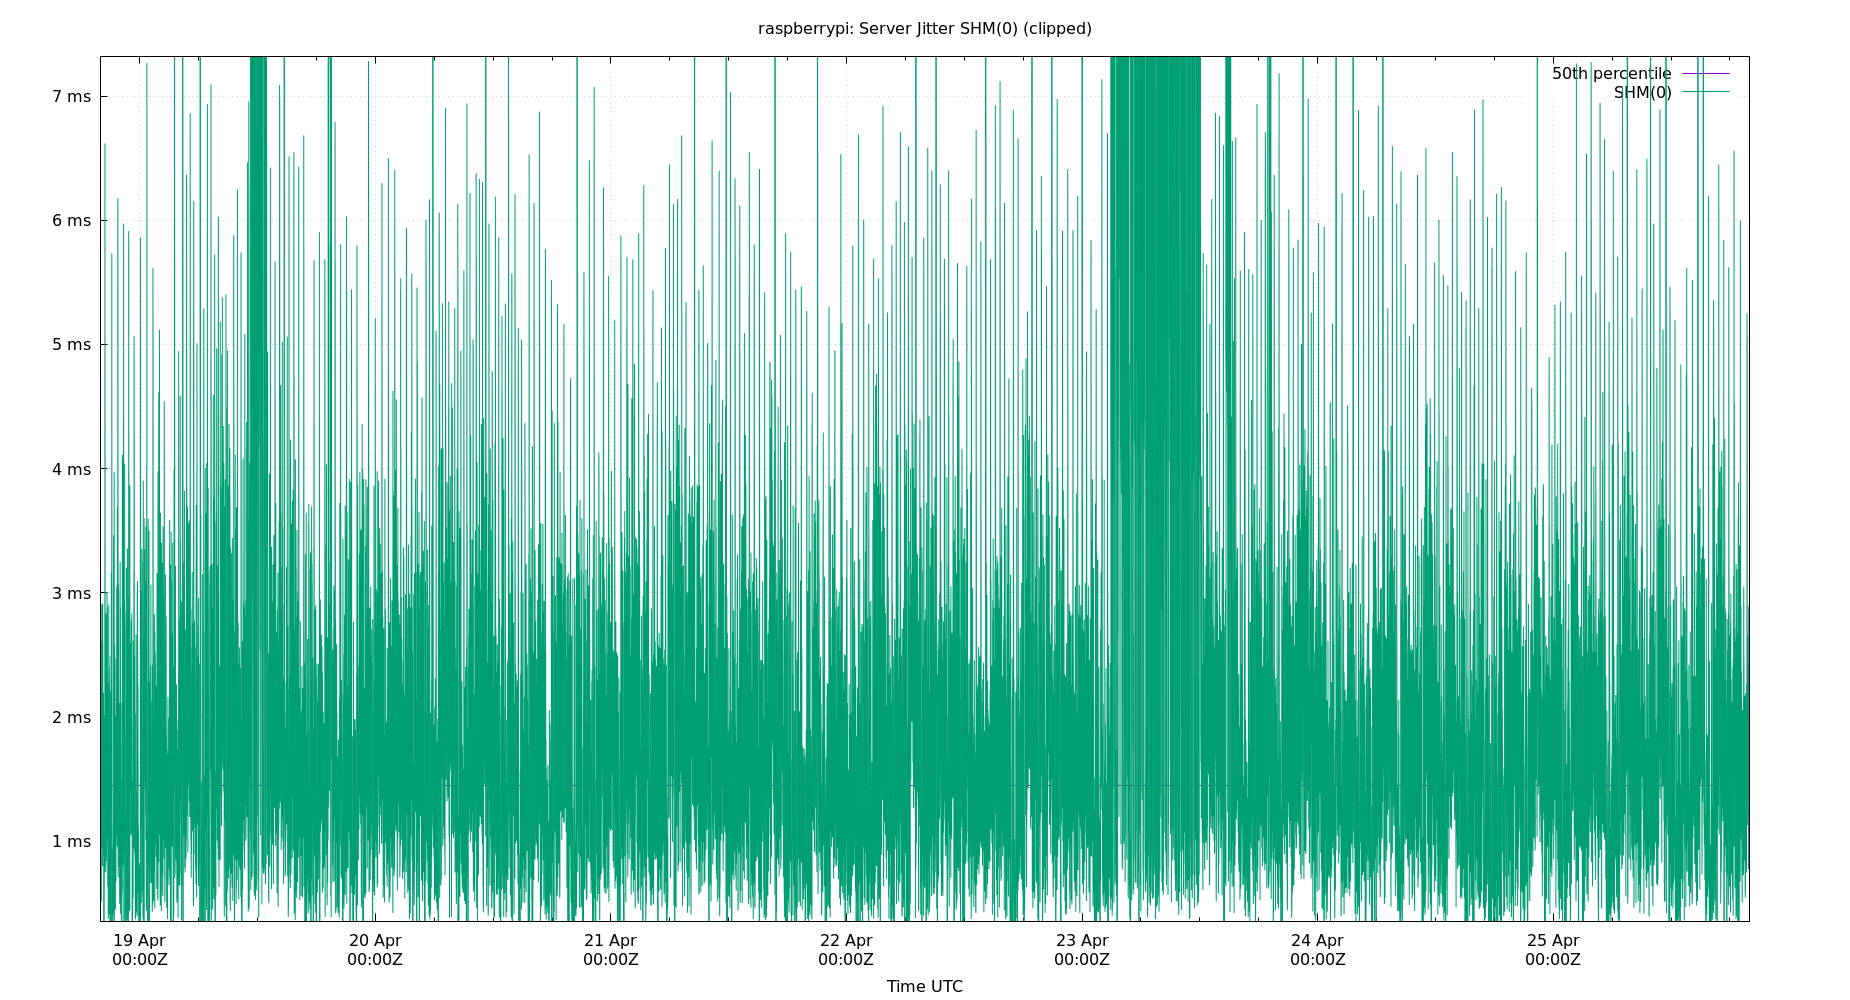 raspberrypi: Server Jitter SHM(0) (clipped)
50th percentile
SHM(0)
7 ms
6 ms
5 ms
4 ms
3 ms
2 ms
1 ms
19 Apr 20 Apr 21 Apr 22 Apr 23 Apr 24 Apr 25 Apr
00:00Z 00:00Z 00:00Z 00:00Z 00:00Z 00:00Z 00:00Z
Time UTC